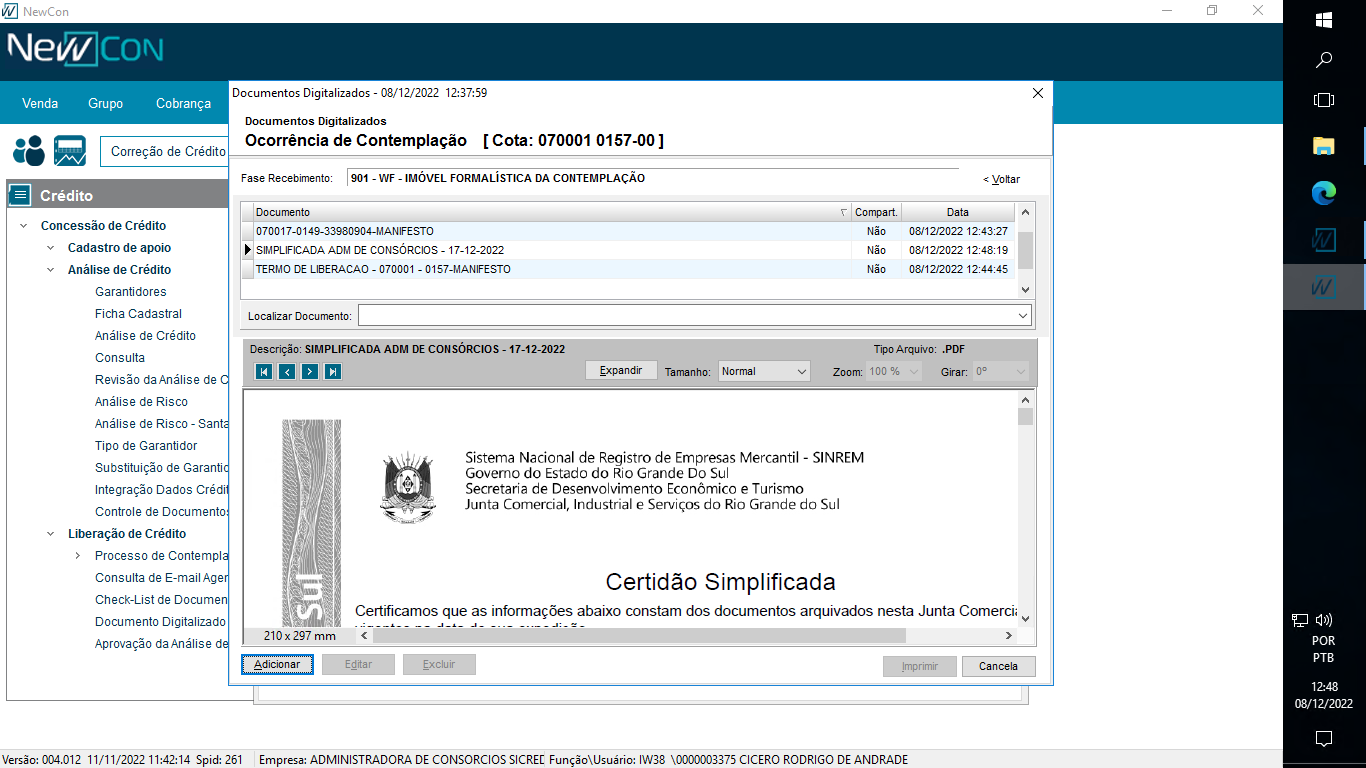 NewCon
NewCon
Venda Grupo Cobrança
Correção de Crédito
Crédito
Concessão de Crédito
Cadastro de apoio
Análise de Crédito
Garantidores
Ficha Cadastral
Análise de Crédito
Consulta
Revisão da Análise de C
Análise de Risco
Análise de Risco - Santa
Tipo de Garantidor
Substituição de Garantid
Integração Dados Crédit
Controle de Documentos
Liberação de Crédito
Processo de Contempla
Consulta de E-mail Agen
Check-List de Documen
Documento Digitalizado
Aprovação da Análise de
Documentos Digitalizados - 08/12/2022 12:37:59
Documentos Digitalizados
Ocorrência de Contemplação [ Cota: 070001 0157-00 ]
Fase Recebimento: 901 - WF - IMÓVEL FORMALÍSTICA DA CONTEMPLAÇÃO < Voltar
Documento Compart. Data
070017-0149-33980904-MANIFESTO Não 08/12/2022 12:43:27
SIMPLIFICADA ADM DE CONSÓRCIOS - 17-12-2022 Não 08/12/2022 12:48:19
TERMO DE LIBERACAO - 070001 - 0157-MANIFESTO Não 08/12/2022 12:44:45
Localizar Documento:
Descrição: SIMPLIFICADA ADM DE CONSÓRCIOS - 17-12-2022 Tipo Arquivo: .PDF
Expandir Tamanho: Normal Zoom: 100 % Girar: 0º
Sistema Nacional de Registro de Empresas Mercantil - SINREM
Governo do Estado do Rio Grande Do Sul
Secretaria de Desenvolvimento Econômico e Turismo
Junta Comercial, Industrial e Serviços do Rio Grande do Sul
Sul
Certidão Simplificada
Certificamos que as informações abaixo constam dos documentos arquivados nesta Junta Comercia
vigentes na data de sua expedição
210 x 297 mm
Adicionar Editar Excluir Imprimir Cancela
POR
PTB
12:48
08/12/2022
Versão: 004.012 11/11/2022 11:42:14 Spid: 261 Empresa: ADMINISTRADORA DE CONSORCIOS SICRED Função\Usuário: IW38 \0000003375 CICERO RODRIGO DE ANDRADE